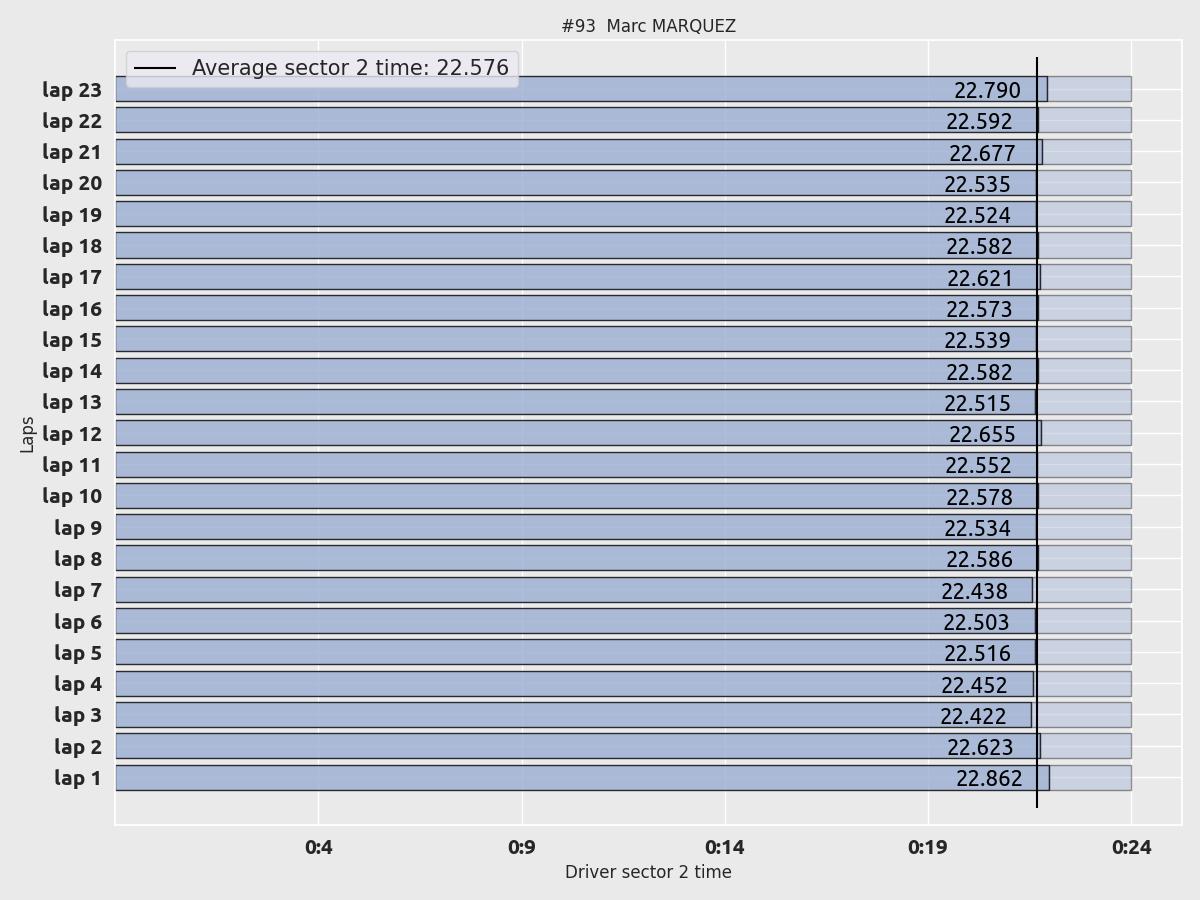 #93  Marc MARQUEZ
Average sector 2 time: 22.576
lap 23 22.790
lap 22 22.592
lap 21 22.677
lap 20 22.535
lap 19 22.524
lap 18 22.582
lap 17 22.621
lap 16 22.573
lap 15 22.539
lap 14 22.582
lap 13 22.515
lap 12 22.655
lap 11 22.552
lap 10 22.578
lap 9 22.534
lap 8 22.586
lap 7 22.438
lap 6 22.503
lap 5 22.516
lap 4 22.452
lap 3 22.422
lap 2 22.623
lap 1 22.862
Laps
0:4 0:9 0:14 0:19 0:24
Driver sector 2 time